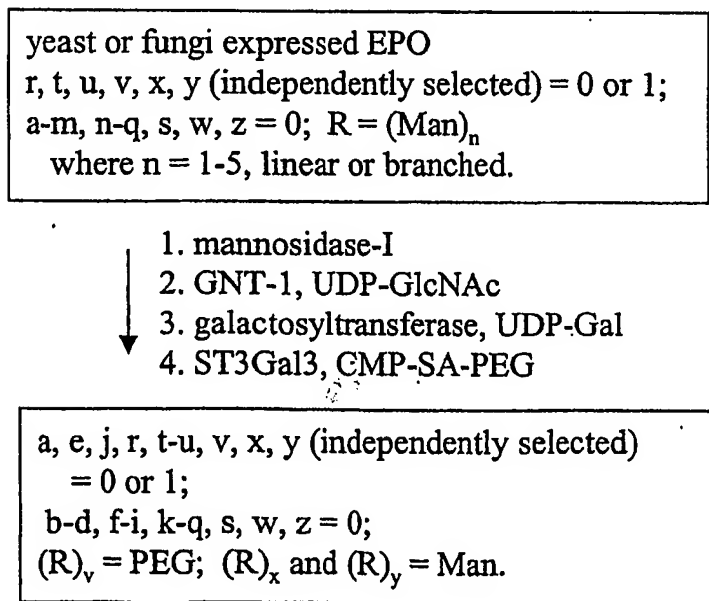 yeast or fungi expressed EPO
r, t, u, v, x, y (independently selected) = 0 or 1;
a-m, n-q, s, w, z = 0; R = (Man)n
where n = 1-5, linear or branched.
1. mannosidase-I
2. GNT-1, UDP-GlcNAc
3. galactosyltransferase, UDP-Gal
4. ST3Gal3, CMP-SA-PEG
a, e, j, r, t-u, v, x, y (independently selected)
= 0 or 1;
b-d, f-i, k-q, s, w, z = 0;
(R)v = PEG; (R)x and (R)y = Man.